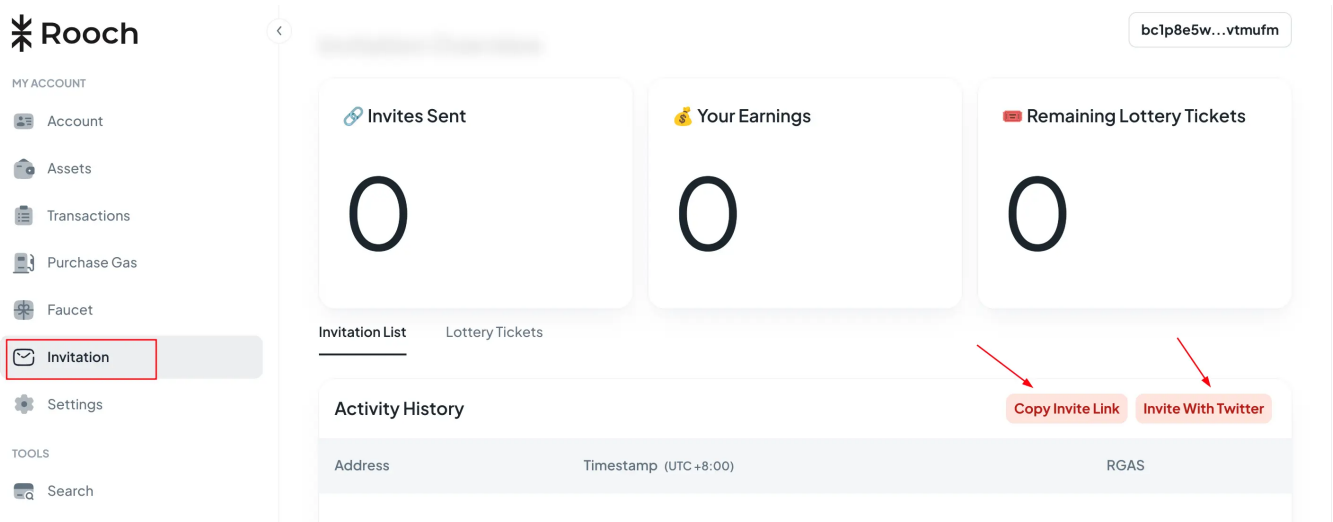 Rooch
MY ACCOUNT
Account
Assets
Transactions
Purchase Gas
Faucet
Invitation
Settings
TOOLS
Search
bc1p8e5w...vtmufm
Invites Sent
0
Your Earnings
0
Remaining Lottery Tickets
0
Invitation List Lottery Tickets
Activity History Copy Invite Link Invite With Twitter
Address Timestamp (UTC +8:00) RGAS